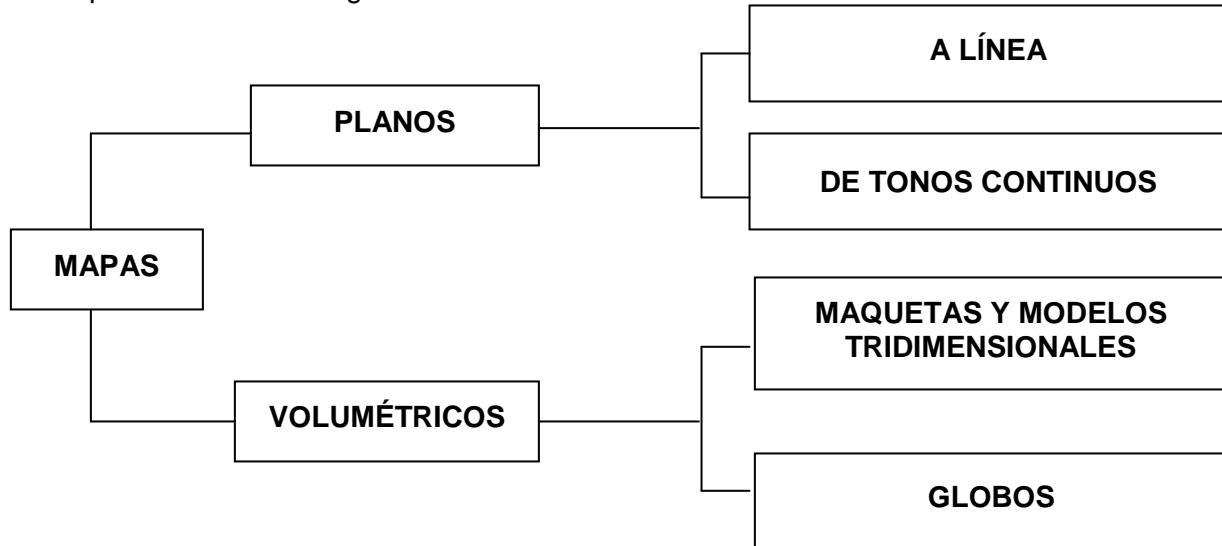 A LÍNEA
PLANOS
DE TONOS CONTINUOS
MAPAS
MAQUETAS Y MODELOS
TRIDIMENSIONALES
VOLUMÉTRICOS
GLOBOS